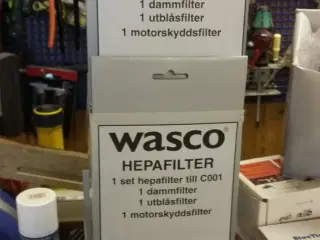 1 dammfilter
1 utblåsfilter
1 motorskyddsfilter
wasco®
HEPAFILTER
1 set hepafilter till C001
1 dammfilter
1 utblåsfilter
1 motorskyddsfilter